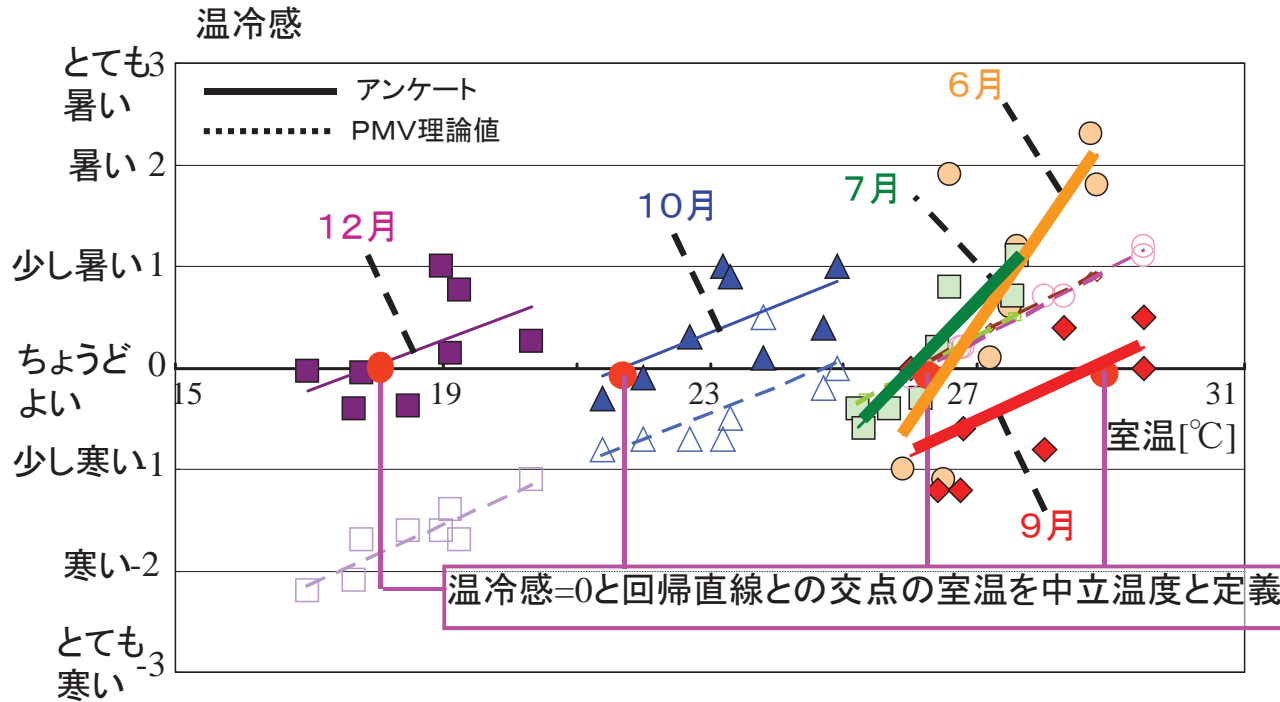 温冷感
とても3
暑い
アンケート
PMV理論値
6月
暑い 2
7月
10月
12月
少し暑い 1
ちょうど 0
よい
15
19
23
27
31
室温[℃]
少し寒い-1
9月
寒い-2
温冷感=0と回帰直線との交点の室温を中立温度と定義
とても
-3
寒い